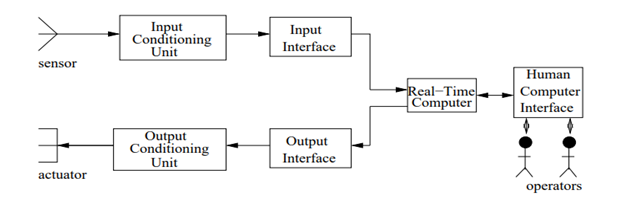 sensor
Input
Conditioning
Unit
Input
Interface
Real-Time
Computer
Human
Computer
Interface
operators
Output
Interface
Output
Conditioning
Unit
actuator